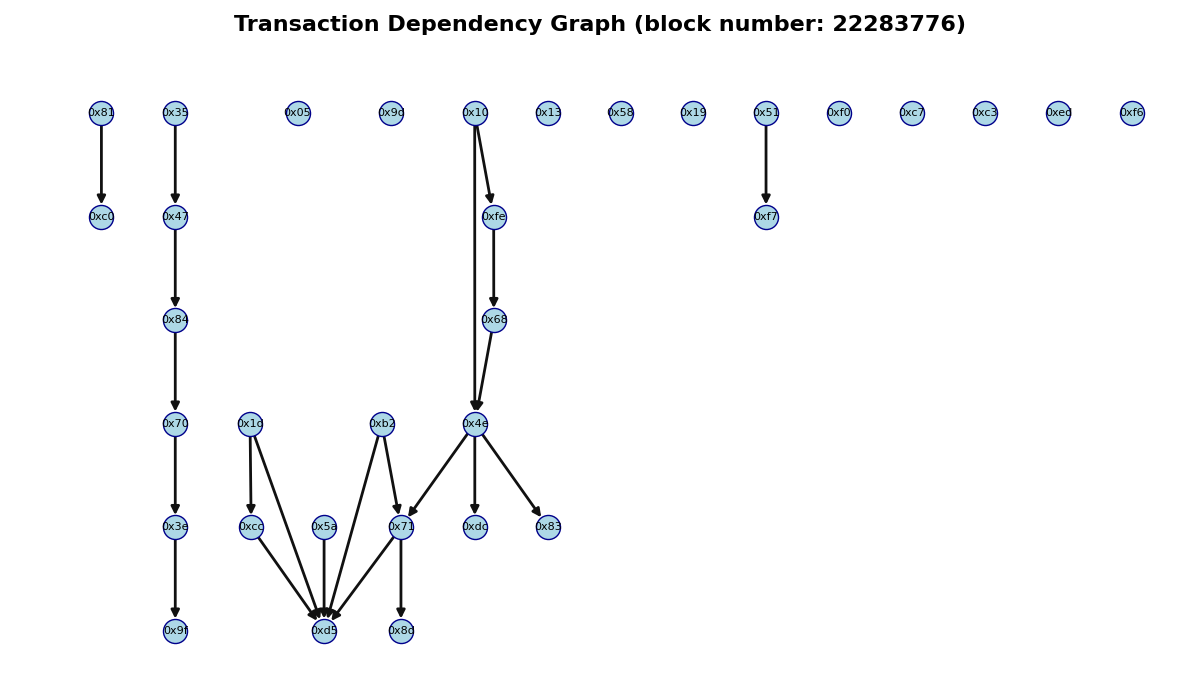 Transaction Dependency Graph (block number: 22283776)
0x81 0x35 0x05 0x9d 0x10 0x13 0x58 0x19 0x51 0xf0 0xc7 0xc3 0xed 0xf6
0xc0 0x47 0xfe 0xf7
0x84 0x68
0x70 0x1d 0xb2 0x4e
0x3e 0xcc 0x5a 0x71 0xdc 0x83
0x9f 0xd5 0x8d